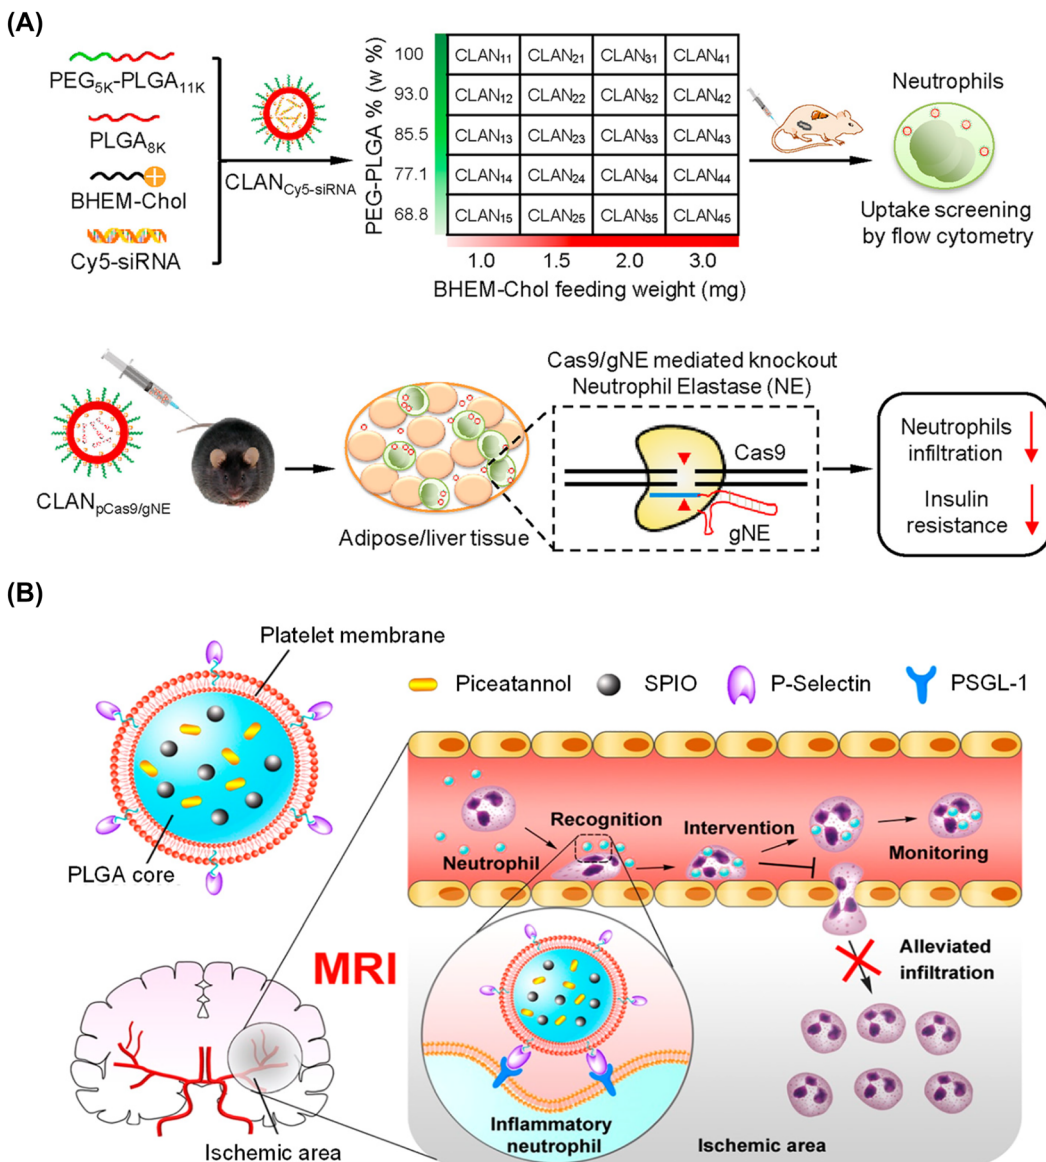 (A)
PEG5K-PLGA11K
PLGA8K
BHEM-Chol
Cy5-siRNA
CLANCy5-siRNA
PEG-PLGA % (w %)
100 CLAN11 CLAN21 CLAN31 CLAN41
93.0 CLAN12 CLAN22 CLAN32 CLAN42
85.5 CLAN13 CLAN23 CLAN33 CLAN43
77.1 CLAN14 CLAN24 CLAN34 CLAN44
68.8 CLAN15 CLAN25 CLAN35 CLAN45
1.0 1.5 2.0 3.0
BHEM-Chol feeding weight (mg)
Neutrophils
Uptake screening
by flow cytometry
CLANpCas9/gNE
Adipose/liver tissue
Cas9/gNE mediated knockout
Neutrophil Elastase (NE)
Cas9
gNE
Neutrophils
infiltration
Insulin
resistance
(B)
Platelet membrane
PLGA core
Piceatannol SPIO P-Selectin PSGL-1
Recognition
Neutrophil
Intervention
Monitoring
MRI
Alleviated
infiltration
Inflammatory
neutrophil
Ischemic area
Ischemic area